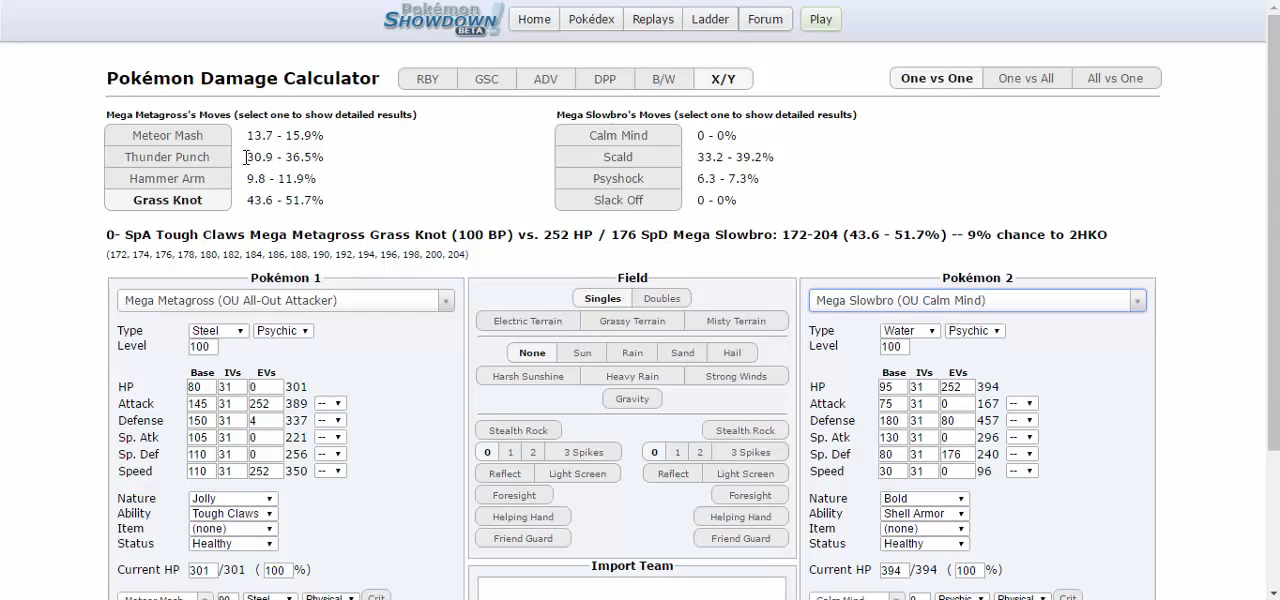 Pokémon SHOWDOWN! BETA Home Pokédex Replays Ladder Forum Play
Pokémon Damage Calculator RBY GSC ADV DPP B/W X/Y One vs One One vs All All vs One
Mega Metagross's Moves (select one to show detailed results) Mega Slowbro's Moves (select one to show detailed results)
Meteor Mash 13.7 - 15.9% Calm Mind 0 - 0%
Thunder Punch 30.9 - 36.5% Scald 33.2 - 39.2%
Hammer Arm 9.8 - 11.9% Psyshock 6.3 - 7.3%
Grass Knot 43.6 - 51.7% Slack Off 0 - 0%
0- SpA Tough Claws Mega Metagross Grass Knot (100 BP) vs. 252 HP / 176 SpD Mega Slowbro: 172-204 (43.6 - 51.7%) -- 9% chance to 2HKO
(172, 174, 176, 178, 180, 182, 184, 186, 188, 190, 192, 194, 196, 198, 200, 204)
Pokémon 1 Field Pokémon 2
Mega Metagross (OU All-Out Attacker) Singles Doubles Mega Slowbro (OU Calm Mind)
Electric Terrain Grassy Terrain Misty Terrain
Type Steel Psychic Type Water Psychic
Level 100 Level 100
None Sun Rain Sand Hail
Base IVs EVs Harsh Sunshine Heavy Rain Strong Winds Base IVs EVs
HP 80 31 0 301 HP 95 31 252 394
Attack 145 31 252 389 -- Gravity Attack 75 31 0 167 --
Defense 150 31 4 337 -- Defense 180 31 80 457 --
Sp. Atk 105 31 0 221 -- Stealth Rock Stealth Rock Sp. Atk 130 31 0 296 --
Sp. Def 110 31 0 256 -- 0 1 2 3 Spikes 0 1 2 3 Spikes Sp. Def 80 31 176 240 --
Speed 110 31 252 350 -- Reflect Light Screen Reflect Light Screen Speed 30 31 0 96 --
Nature Jolly Foresight Foresight Nature Bold
Ability Tough Claws Helping Hand Helping Hand Ability Shell Armor
Item (none) Item (none)
Status Healthy Friend Guard Friend Guard Status Healthy
Current HP 301 /301 ( 100 %) Import Team Current HP 394 /394 ( 100 %)
Meteor Mash 90 Steel Physical Crit Calm Mind 0 Psychic Physical Crit